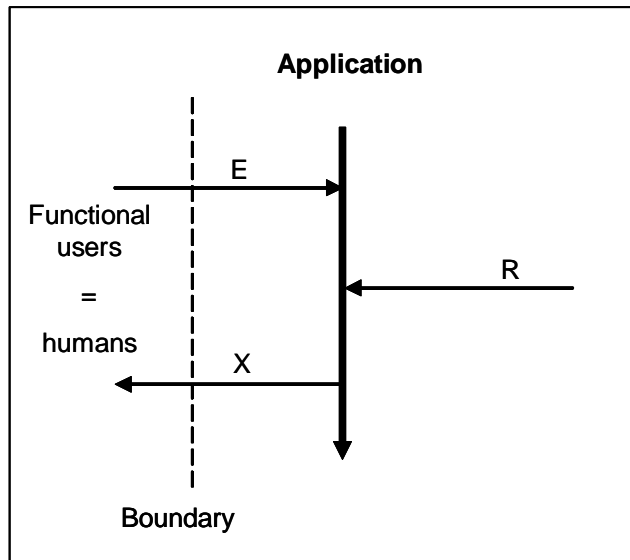 Application
E
Functional
users
=
humans
R
X
Boundary